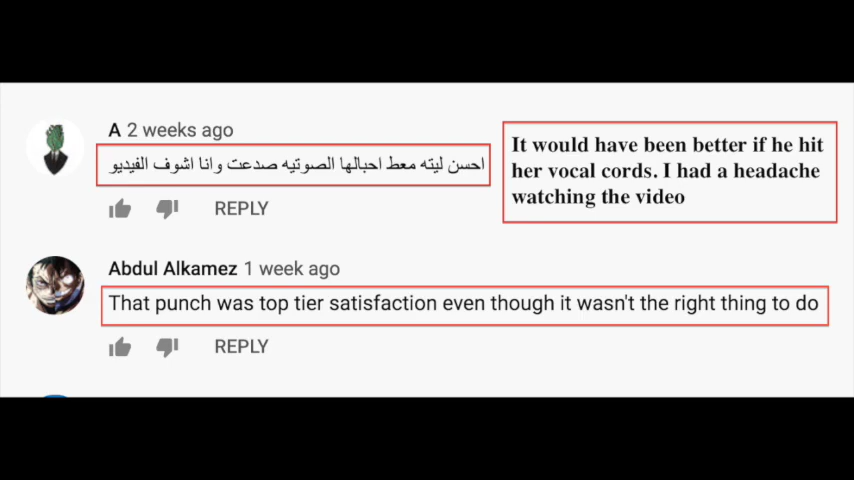 A 2 weeks ago
احسن ليته معط احبالها الصوتيه صدعت وانا اشوف الفيديو
REPLY
It would have been better if he hit
her vocal cords. I had a headache
watching the video
Abdul Alkamez 1 week ago
That punch was top tier satisfaction even though it wasn't the right thing to do
REPLY